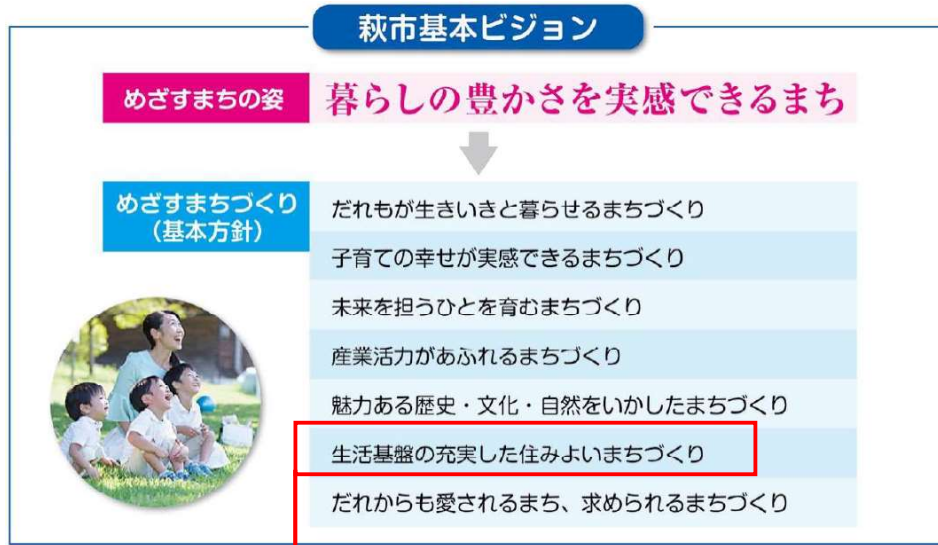 萩市基本ビジョン
めざすまちの姿
暮らしの豊かさを実感できるまち
めざすまちづくり
(基本方針)
だれもが生きいきと暮らせるまちづくり
子育ての幸せが実感できるまちづくり
未来を担うひとを育むまちづくり
産業活力があふれるまちづくり
魅力ある歴史・文化・自然をいかしたまちづくり
生活基盤の充実した住みよいまちづくり
だれからも愛されるまち、求められるまちづくり